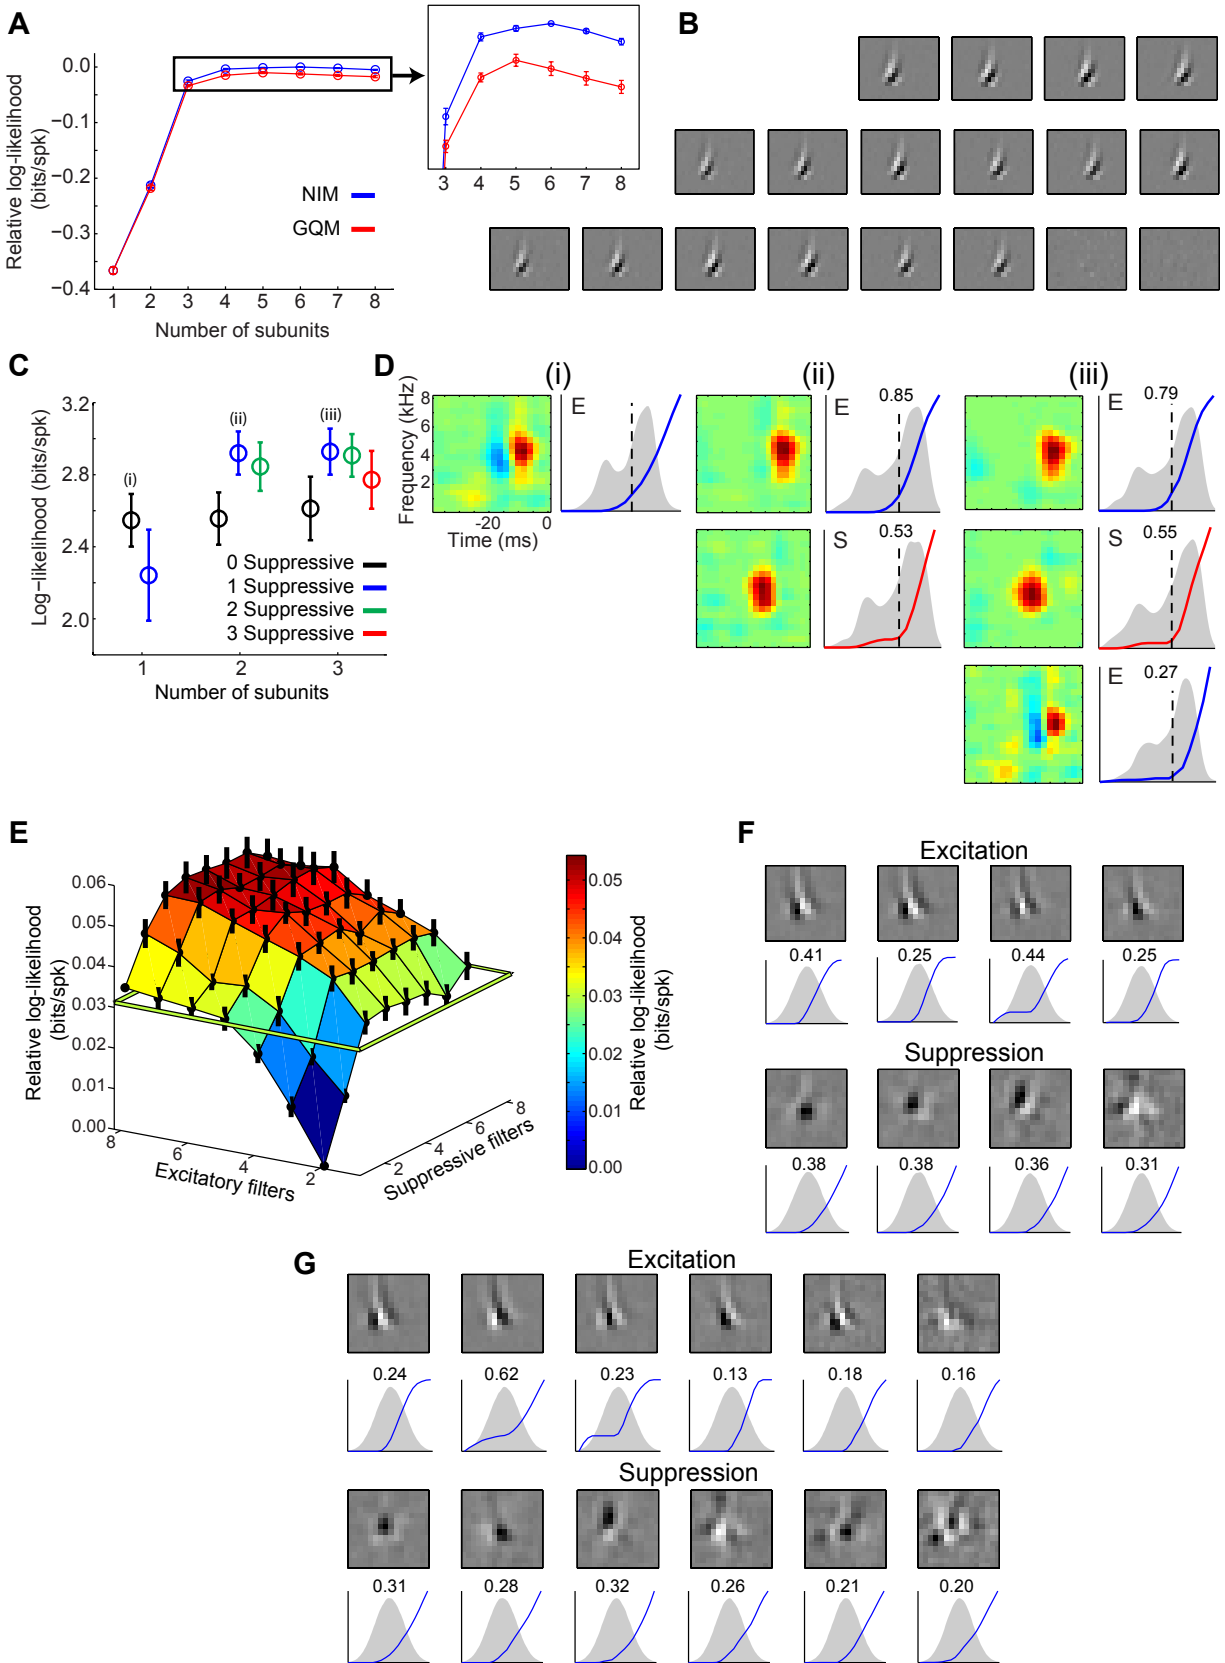 A
Relative log-likelihood
(bits/spk)
0.0
−0.1
−0.2
−0.3
−0.4
1 2 3 4 5 6 7 8
Number of subunits
NIM
GQM
3 4 5 6 7 8
B
C
Log−likelihood (bits/spk)
3.2
2.8
2.4
2.0
(i)
(ii)
(iii)
0 Suppressive
1 Suppressive
2 Suppressive
3 Suppressive
1 2 3
Number of subunits
D
(i)
(ii)
(iii)
Frequency (kHz)
8
6
4
2
-20 0
Time (ms)
E
0.85
E
0.53
S
0.79
E
0.55
S
0.27
E
E
Relative log-likelihood
(bits/spk)
0.06
0.05
0.04
0.03
0.02
0.01
0.00
8 6 4 2
Excitatory filters
2 4 6 8
Suppressive filters
0.05
0.04
0.03
0.02
0.01
0.00
Relative log-likelihood
(bits/spk)
F
Excitation
0.41 0.25 0.44 0.25
Suppression
0.38 0.38 0.36 0.31
G
Excitation
0.24 0.62 0.23 0.13 0.18 0.16
Suppression
0.31 0.28 0.32 0.26 0.21 0.20